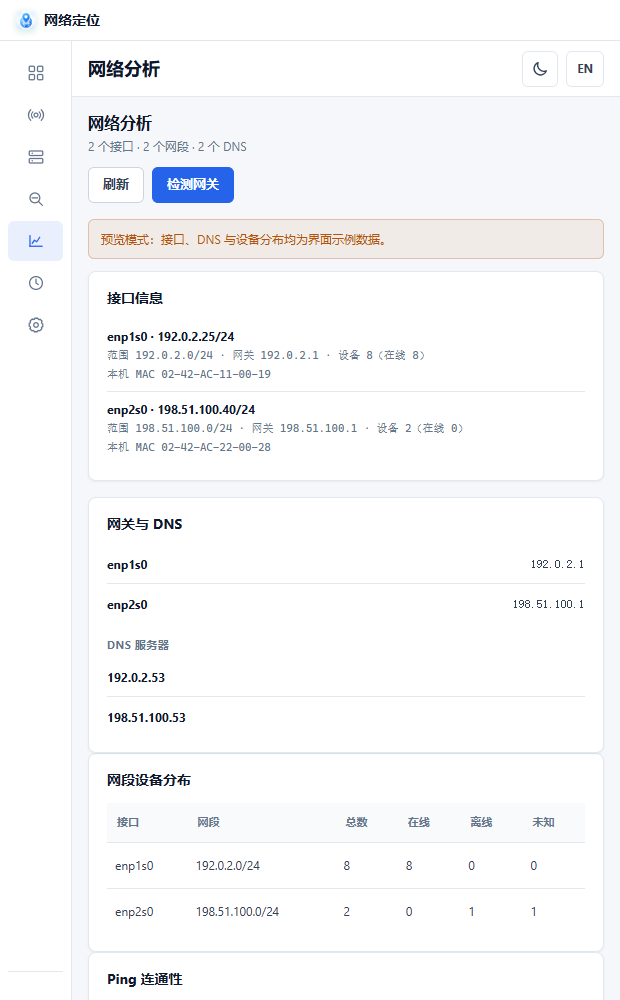 网络定位
网络分析
EN
网络分析
2 个接口 · 2 个网段 · 2 个 DNS
刷新
检测网关
预览模式：接口、DNS 与设备分布均为界面示例数据。
接口信息
enp1s0 · 192.0.2.25/24
范围 192.0.2.0/24 · 网关 192.0.2.1 · 设备 8（在线 8）
本机 MAC 02-42-AC-11-00-19
enp2s0 · 198.51.100.40/24
范围 198.51.100.0/24 · 网关 198.51.100.1 · 设备 2（在线 0）
本机 MAC 02-42-AC-22-00-28
网关与 DNS
enp1s0 192.0.2.1
enp2s0 198.51.100.1
DNS 服务器
192.0.2.53
198.51.100.53
网段设备分布
接口 网段 总数 在线 离线 未知
enp1s0 192.0.2.0/24 8 8 0 0
enp2s0 198.51.100.0/24 2 0 1 1
Ping 连通性